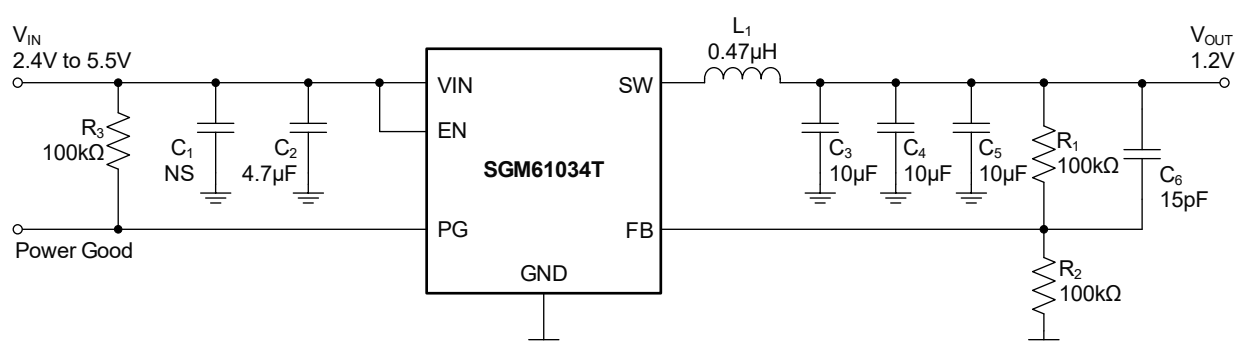 V_IN
2.4V to 5.5V
L₁
0.47μH
V_OUT
1.2V
VIN
SW
EN
R₃
100kΩ
C₁
NS
C₂
4.7μF
SGM61034T
C₃
10μF
C₄
10μF
C₅
10μF
R₁
100kΩ
C₆
15pF
Power Good
PG
FB
GND
R₂
100kΩ